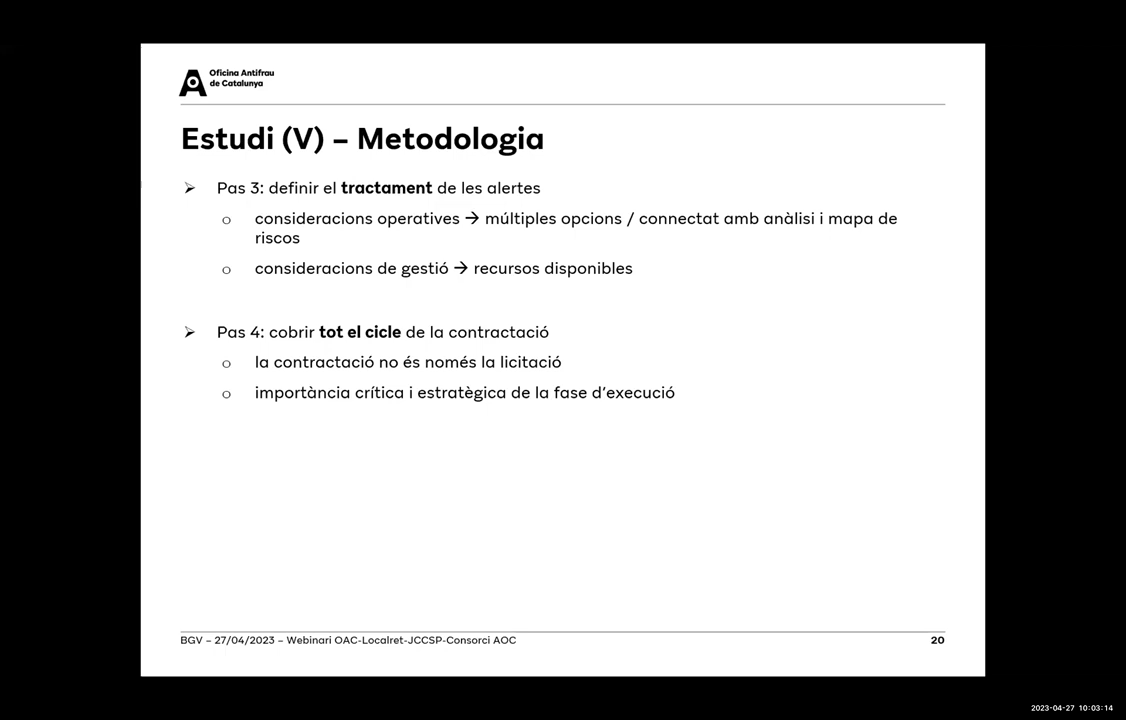 Oficina Antifrau
de Catalunya
Estudi (V) – Metodologia
➢ Pas 3: definir el tractament de les alertes
o consideracions operatives → múltiples opcions / connectat amb anàlisi i mapa de
riscos
o consideracions de gestió → recursos disponibles
➢ Pas 4: cobrir tot el cicle de la contractació
o la contractació no és només la licitació
o importància crítica i estratègica de la fase d’execució
BGV – 27/04/2023 – Webinari OAC-Localret-JCCSP-Consorci AOC
20
2023-04-27 10:03:14